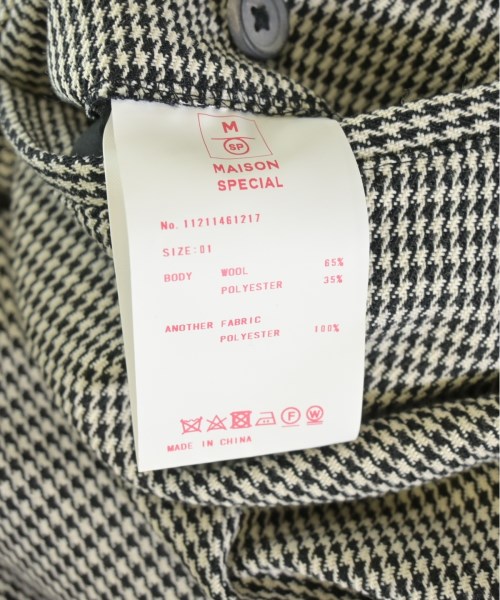 M
SP
MAISON
SPECIAL
No. 11211461217
SIZE:01
BODY WOOL 65%
POLYESTER 35%
ANOTHER FABRIC
POLYESTER 100%
F W
MADE IN CHINA